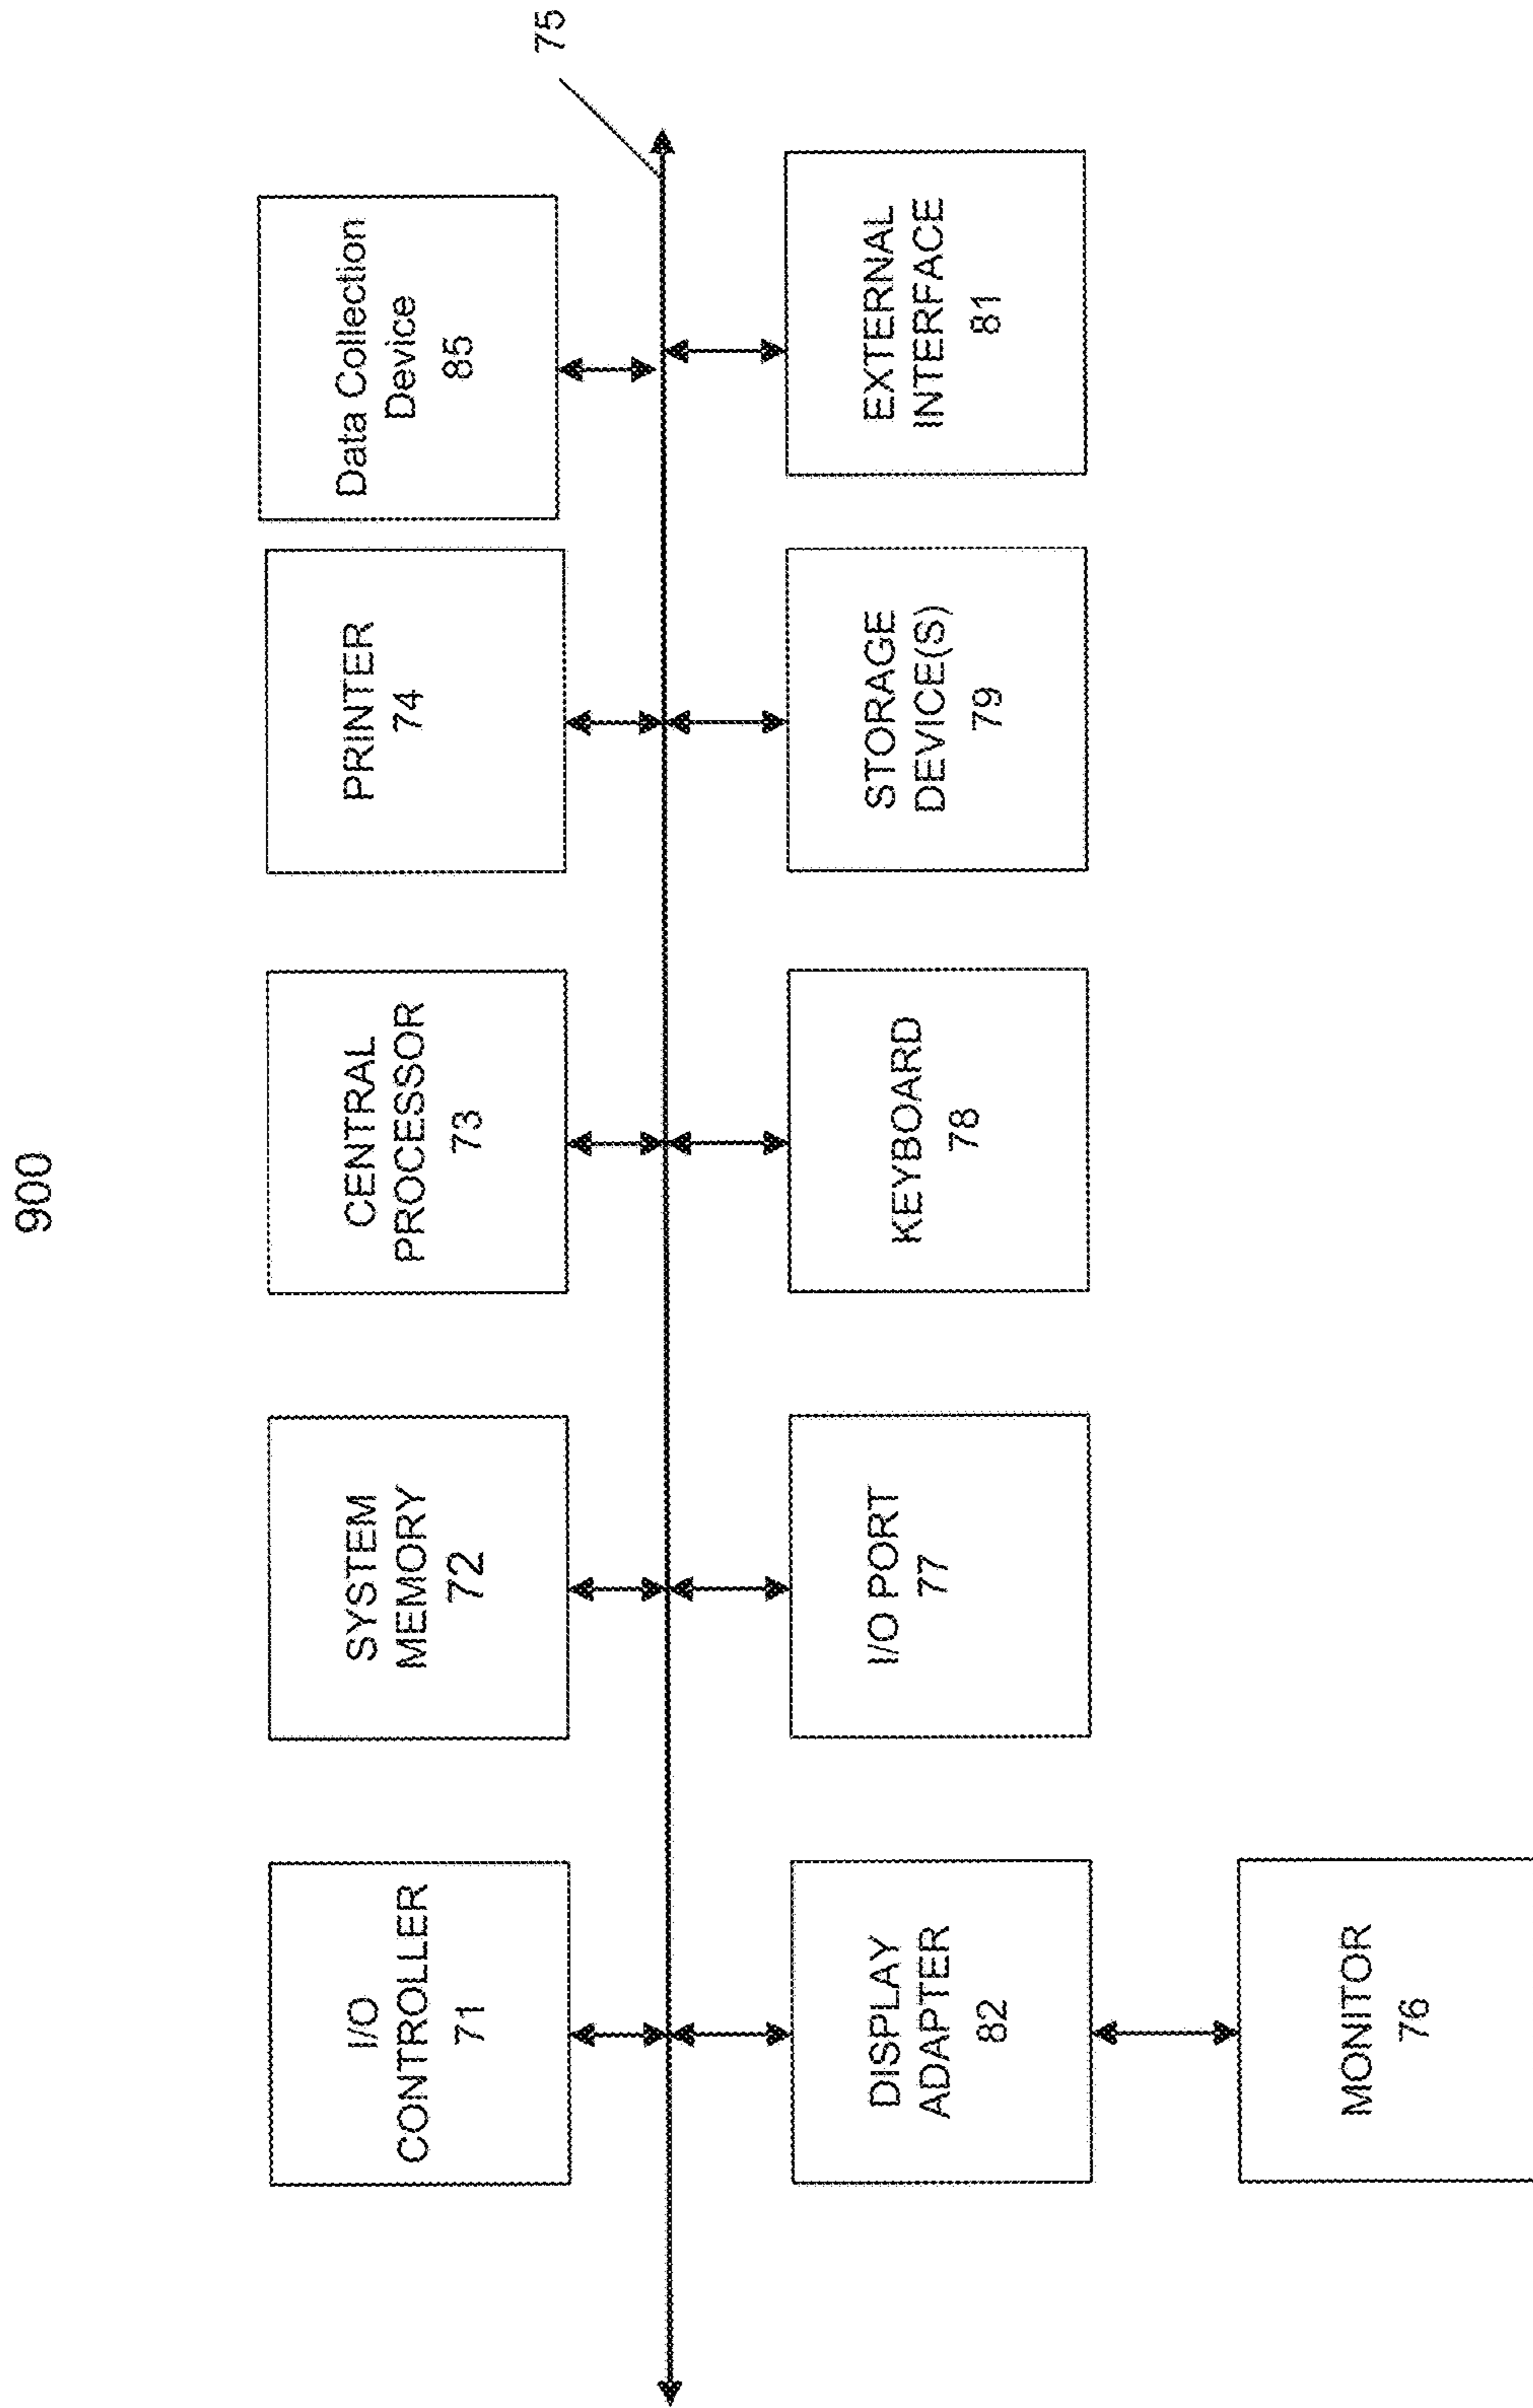 900
I/O
CONTROLLER
71
SYSTEM
MEMORY
72
CENTRAL
PROCESSOR
73
PRINTER
74
Data Collection
Device
85
75
DISPLAY
ADAPTER
82
I/O PORT
77
KEYBOARD
78
STORAGE
DEVICE(S)
79
EXTERNAL
INTERFACE
81
MONITOR
76